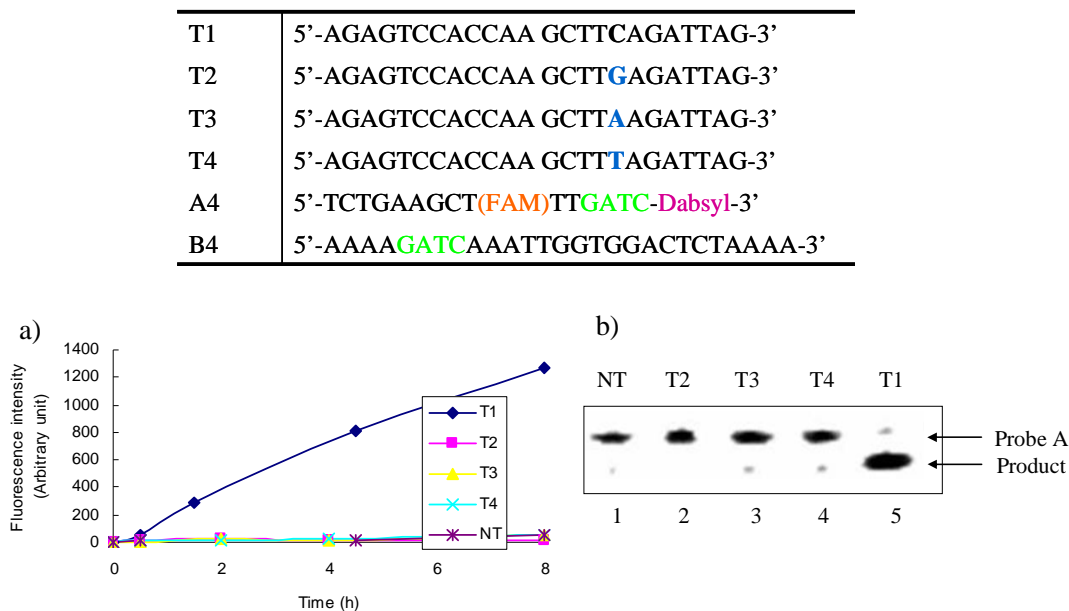 T1 5’-AGAGTCCACCAA GCTTCAGATTAG-3’
T2 5’-AGAGTCCACCAA GCTTGAGATTAG-3’
T3 5’-AGAGTCCACCAA GCTTAAGATTAG-3’
T4 5’-AGAGTCCACCAA GCTTTAGATTAG-3’
A4 5’-TCTGAAGCT(FAM)TTGATC-Dabsyl-3’
B4 5’-AAAAGATCAAATTGGTGGACTCTAAAA-3’
a)
Fluorescence intensity
(Arbitrary unit)
1400
1200
1000
800
600
400
200
0
0 2 4 6 8
Time (h)
T1
T2
T3
T4
NT
b)
NT T2 T3 T4 T1
Probe A
Product
1 2 3 4 5